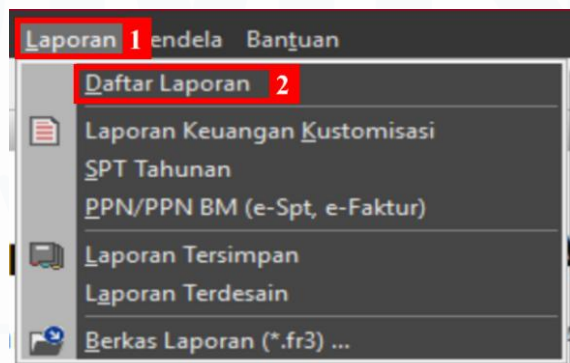 Laporan 1 endela Bantuan
Daftar Laporan 2
Laporan Keuangan Kustomisasi
SPT Tahunan
PPN/PPN BM (e-Spt, e-Faktur)
Laporan Tersimpan
Laporan Terdesain
Berkas Laporan (*.fr3) ...